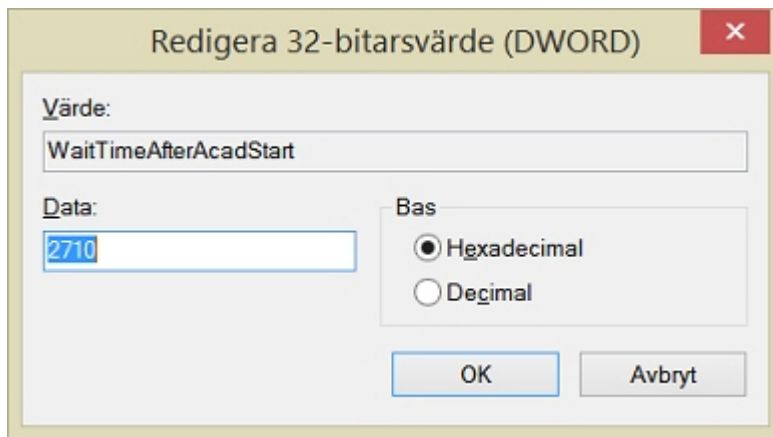 Redigera 32-bitarsvärde (DWORD)
Värde:
WaitTimeAfterAcadStart
Data:
2710
Bas
Hexadecimal
Decimal
OK
Avbryt